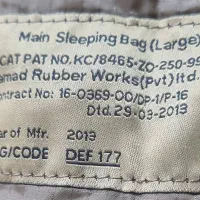 Main Sleeping Bag (Large)
CAT PAT NO. KC/8465-ZO-250-99
amad Rubber Works(Pvt)ltd.
ontract No: 16-0369-OO/DP-1/P-16
Dtd. 29-03-2013
ar of Mfr. 2013
G/CODE DEF 177